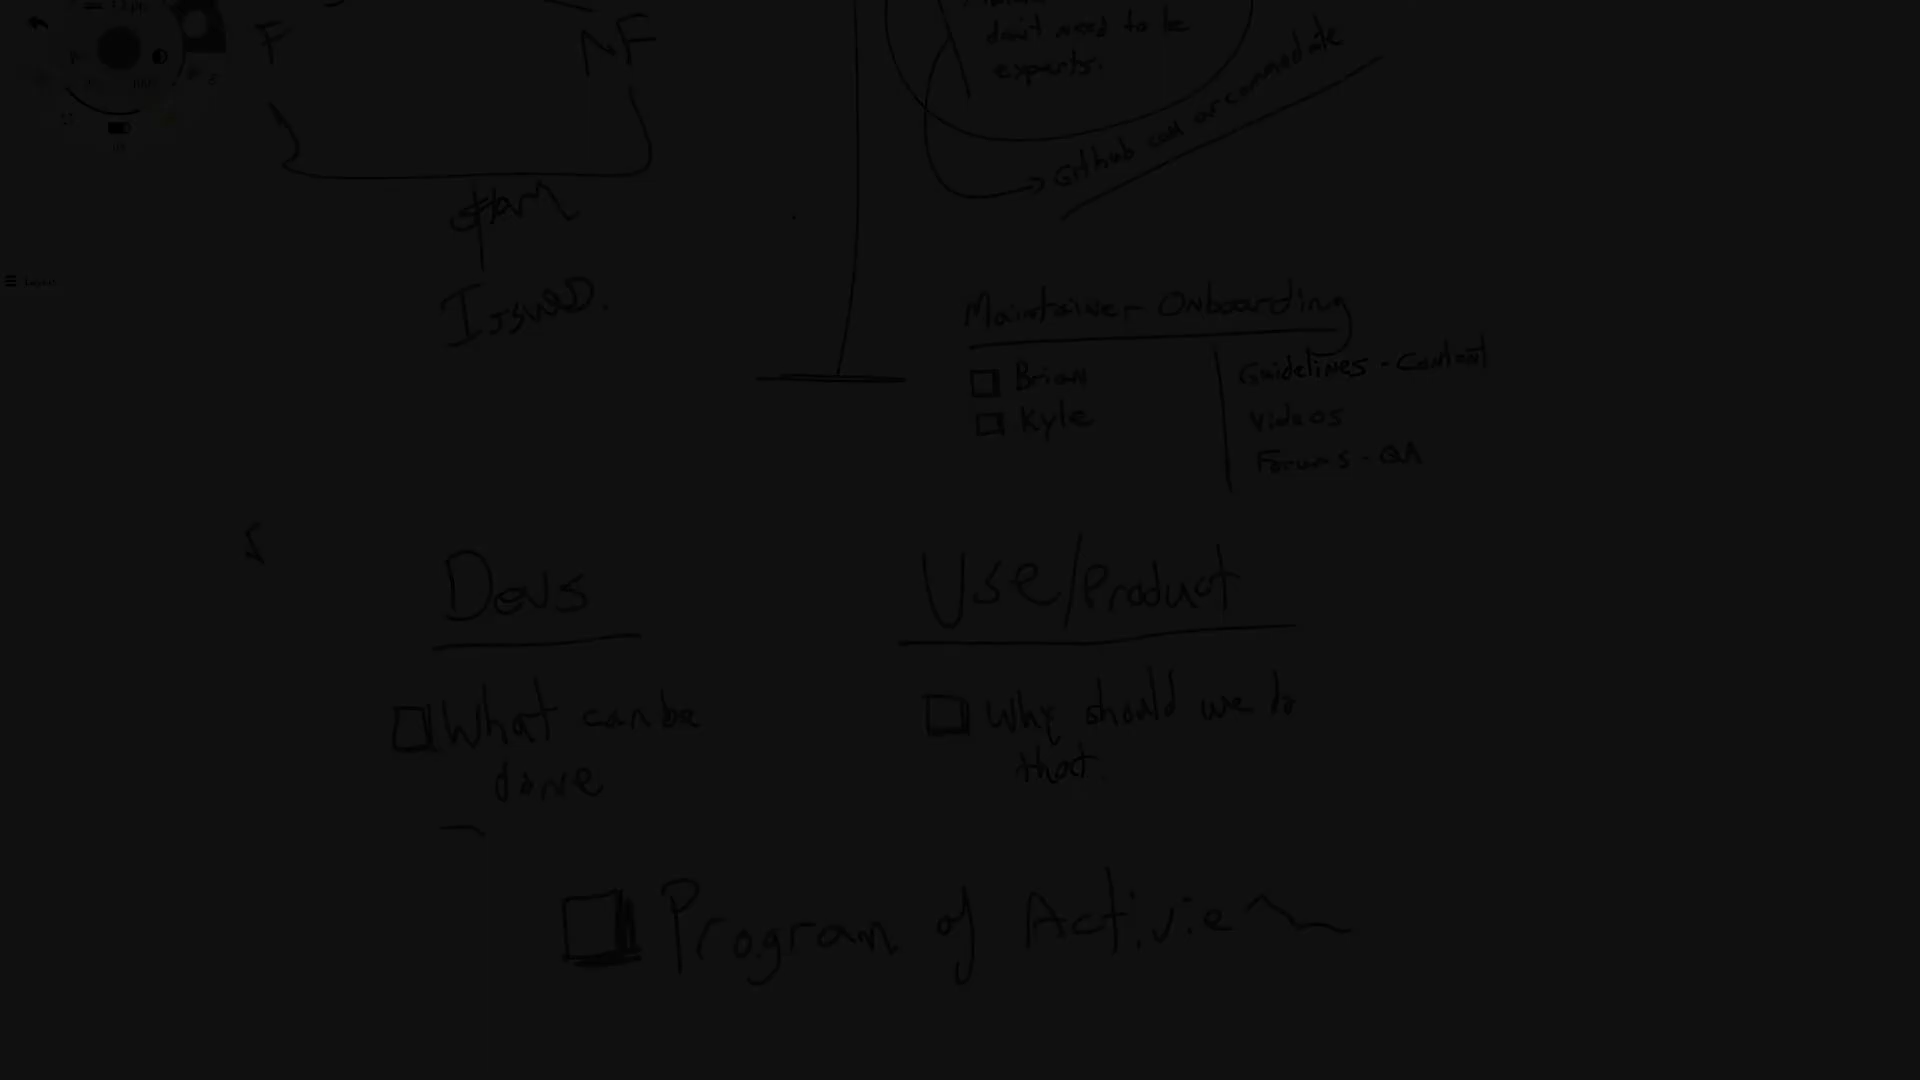 F
NF
don't need to be
experts.
GitHub can accommodate
Issued.
Maintainer Onboarding
Brian
Kyle
Guidelines - content
Videos
Forums - QA
Devs
What can be
done
Use/Product
Why should we do
that.
Program of